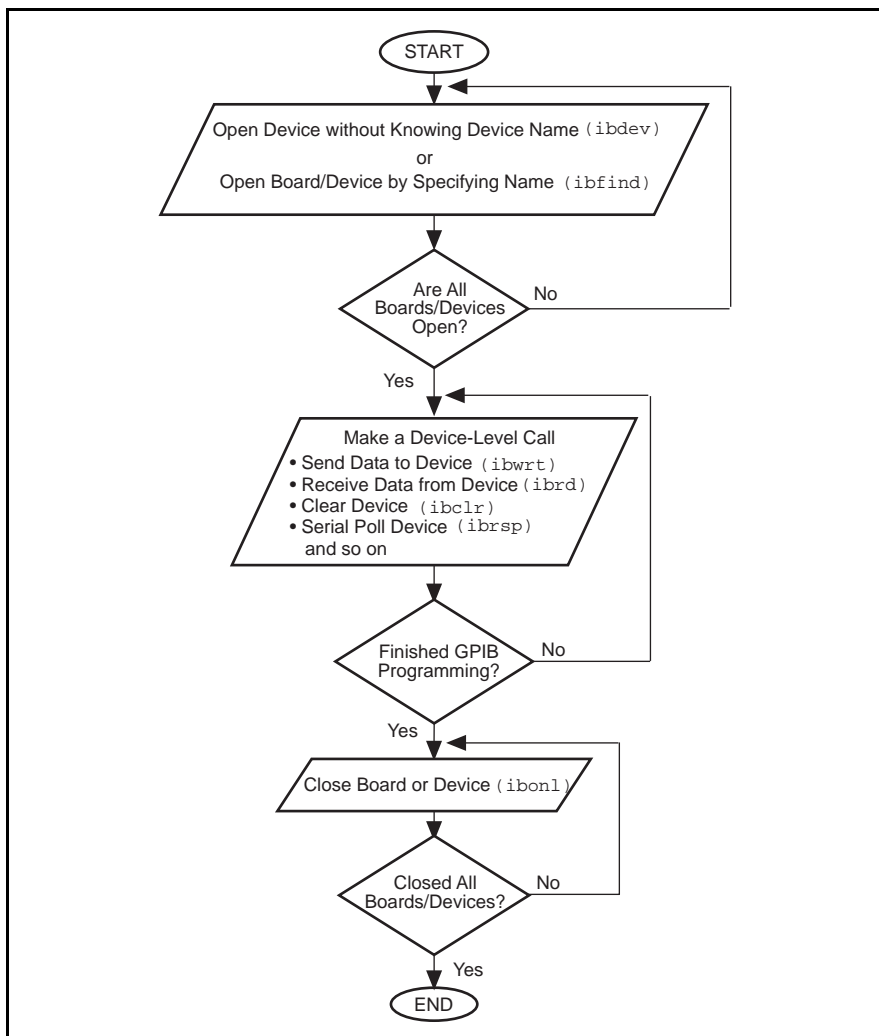 START
Open Device without Knowing Device Name (ibdev)
or
Open Board/Device by Specifying Name (ibfind)
Are All
Boards/Devices
Open?
No
Yes
Make a Device-Level Call
• Send Data to Device (ibwrt)
• Receive Data from Device (ibrd)
• Clear Device (ibclr)
• Serial Poll Device (ibrsp)
and so on
Finished GPIB
Programming?
No
Yes
Close Board or Device (ibonl)
Closed All
Boards/Devices?
No
Yes
END